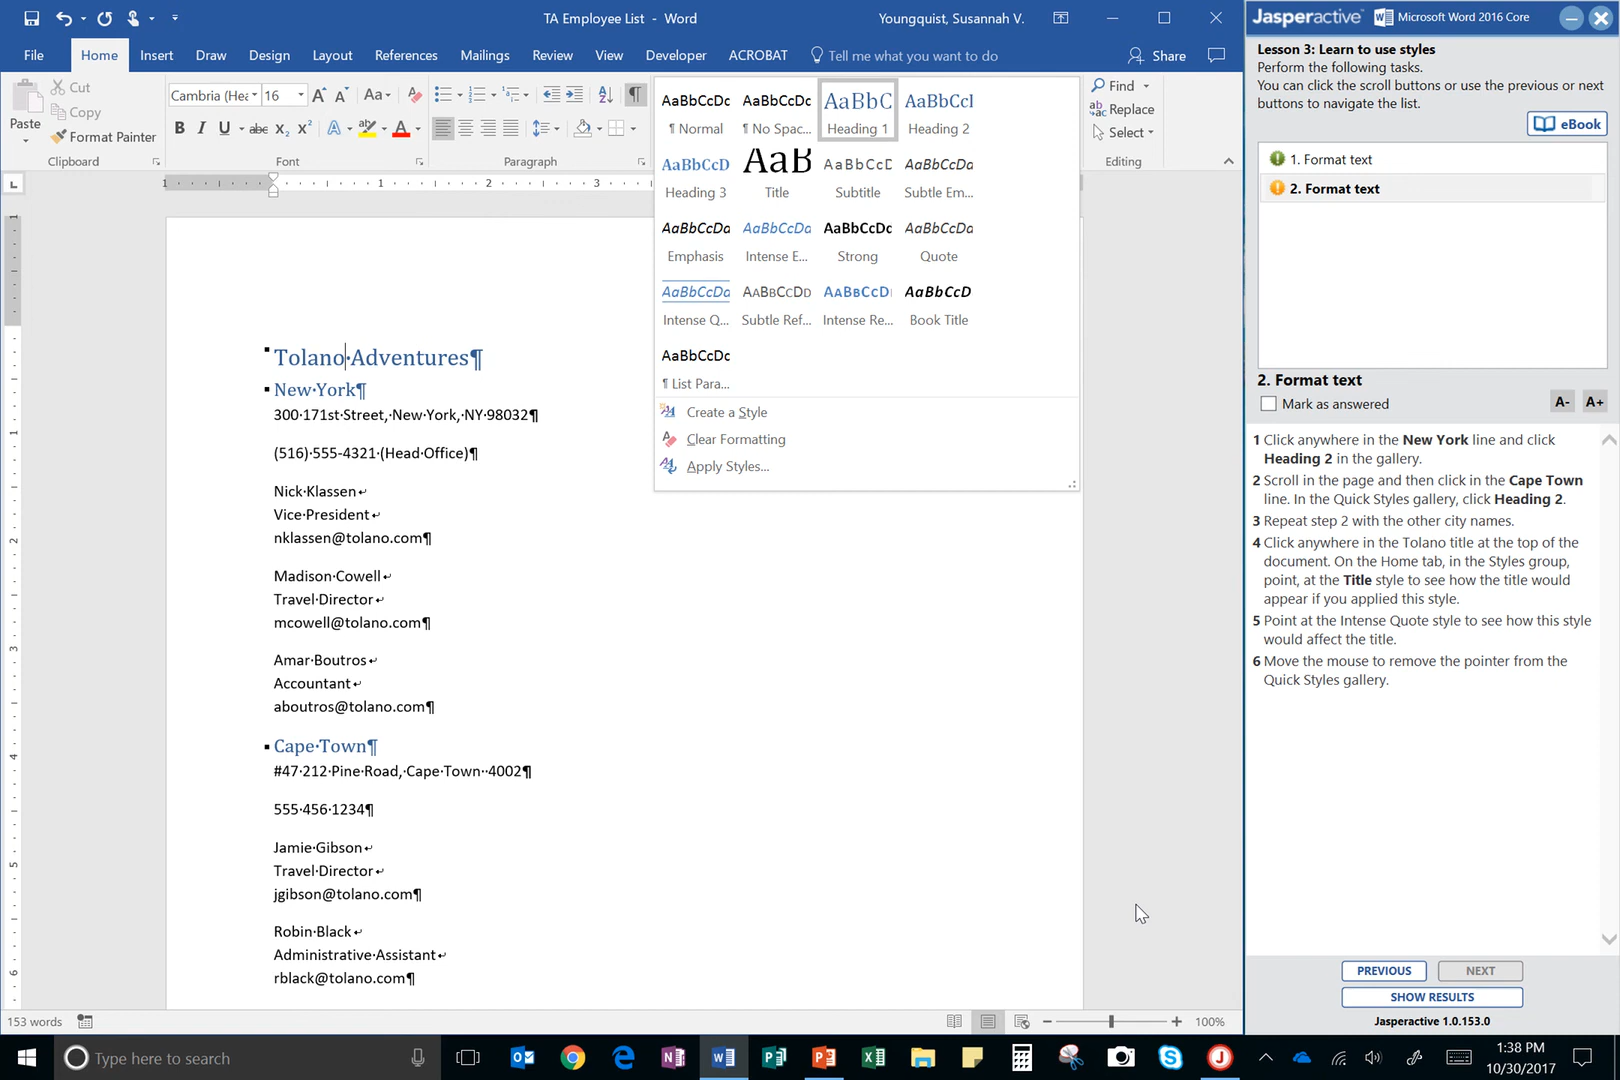 TA Employee List - Word
Youngquist, Susannah V.
File Home Insert Draw Design Layout References Mailings Review View Developer ACROBAT Tell me what you want to do Share
Paste
Cut
Copy
Format Painter
Clipboard
Cambria (Hea 16
Font
Paragraph
AaBbCcDc AaBbCcDc AaBbC AaBbCcl
¶ Normal ¶ No Spac... Heading 1 Heading 2
AaBbCcD AaB AaBbCcD AaBbCcDa
Heading 3 Title Subtitle Subtle Em...
AaBbCcDa AaBbCcDa AaBbCcDc AaBbCcDa
Emphasis Intense E... Strong Quote
AaBbCcDa AaBbCcDd AaBbCcD AaBbCcD
Intense Q... Subtle Ref... Intense Re... Book Title
AaBbCcDc
¶ List Para...
Create a Style
Clear Formatting
Apply Styles...
Find
Replace
Select
Editing
Tolano·Adventures¶
New·York¶
300·171st·Street,·New·York,·NY·98032¶
(516)·555-4321·(Head·Office)¶
Nick·Klassen↵
Vice·President↵
nklassen@tolano.com¶
Madison·Cowell↵
Travel·Director↵
mcowell@tolano.com¶
Amar·Boutros↵
Accountant↵
aboutros@tolano.com¶
Cape·Town¶
#47·212·Pine·Road,·Cape·Town··4002¶
555·456·1234¶
Jamie·Gibson↵
Travel·Director↵
jgibson@tolano.com¶
Robin·Black↵
Administrative·Assistant↵
rblack@tolano.com¶
153 words
100%
Jasperactive Microsoft Word 2016 Core
Lesson 3: Learn to use styles
Perform the following tasks.
You can click the scroll buttons or use the previous or next
buttons to navigate the list.
eBook
1. Format text
2. Format text
2. Format text
Mark as answered
A- A+
1 Click anywhere in the New York line and click
Heading 2 in the gallery.
2 Scroll in the page and then click in the Cape Town
line. In the Quick Styles gallery, click Heading 2.
3 Repeat step 2 with the other city names.
4 Click anywhere in the Tolano title at the top of the
document. On the Home tab, in the Styles group,
point, at the Title style to see how the title would
appear if you applied this style.
5 Point at the Intense Quote style to see how this style
would affect the title.
6 Move the mouse to remove the pointer from the
Quick Styles gallery.
PREVIOUS NEXT
SHOW RESULTS
Jasperactive 1.0.153.0
Type here to search
1:38 PM
10/30/2017